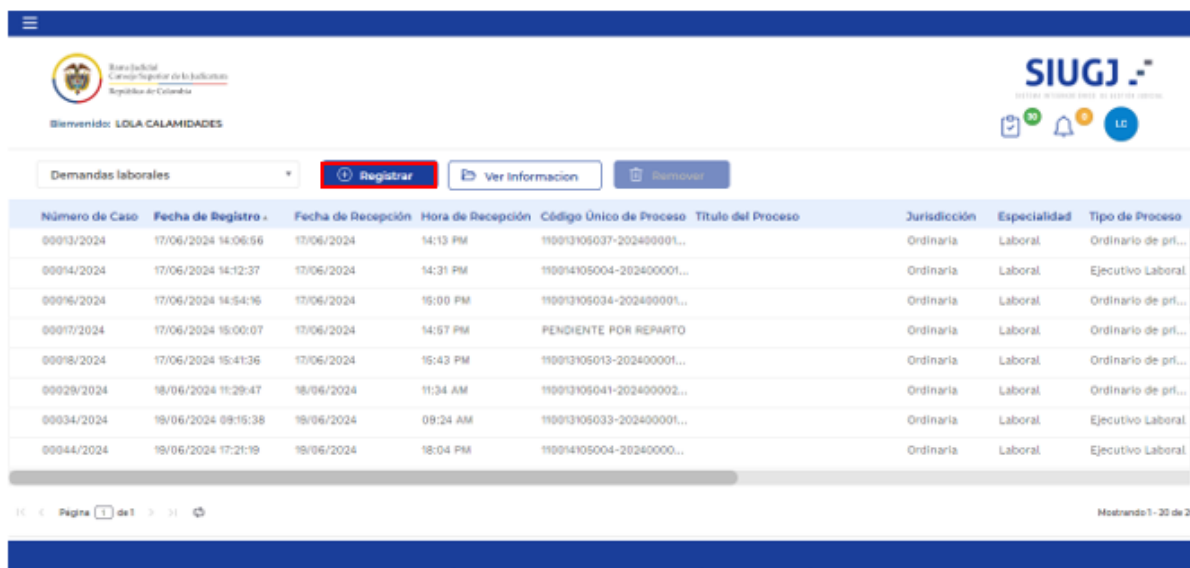 Rama Judicial
Consejo Superior de la Judicatura
República de Colombia
SIUGJ
Bienvenido: LOLA CALAMIDADES
30
0
LC
Demandas laborales
Registrar
Ver Informacion
Remover
Número de Caso Fecha de Registro Fecha de Recepción Hora de Recepción Código Único de Proceso Título del Proceso Jurisdicción Especialidad Tipo de Proceso
00013/2024 17/06/2024 14:06:56 17/06/2024 14:13 PM 110013105037-202400001... Ordinaria Laboral Ordinario de pri...
00014/2024 17/06/2024 14:12:37 17/06/2024 14:31 PM 110014105004-202400001... Ordinaria Laboral Ejecutivo Laboral
00016/2024 17/06/2024 14:54:16 17/06/2024 15:00 PM 110013105034-202400001... Ordinaria Laboral Ordinario de pri...
00017/2024 17/06/2024 15:00:07 17/06/2024 14:57 PM PENDIENTE POR REPARTO Ordinaria Laboral Ordinario de pri...
00018/2024 17/06/2024 15:41:36 17/06/2024 15:43 PM 110013105013-202400001... Ordinaria Laboral Ordinario de pri...
00029/2024 18/06/2024 11:29:47 18/06/2024 11:34 AM 110013105041-202400002... Ordinaria Laboral Ordinario de pri...
00034/2024 19/06/2024 09:15:38 19/06/2024 09:24 AM 110013105033-202400001... Ordinaria Laboral Ejecutivo Laboral
00044/2024 19/06/2024 17:21:19 19/06/2024 18:04 PM 110014105004-20240000... Ordinaria Laboral Ejecutivo Laboral
Página 1 de 1
Mostrando 1 - 20 de 2